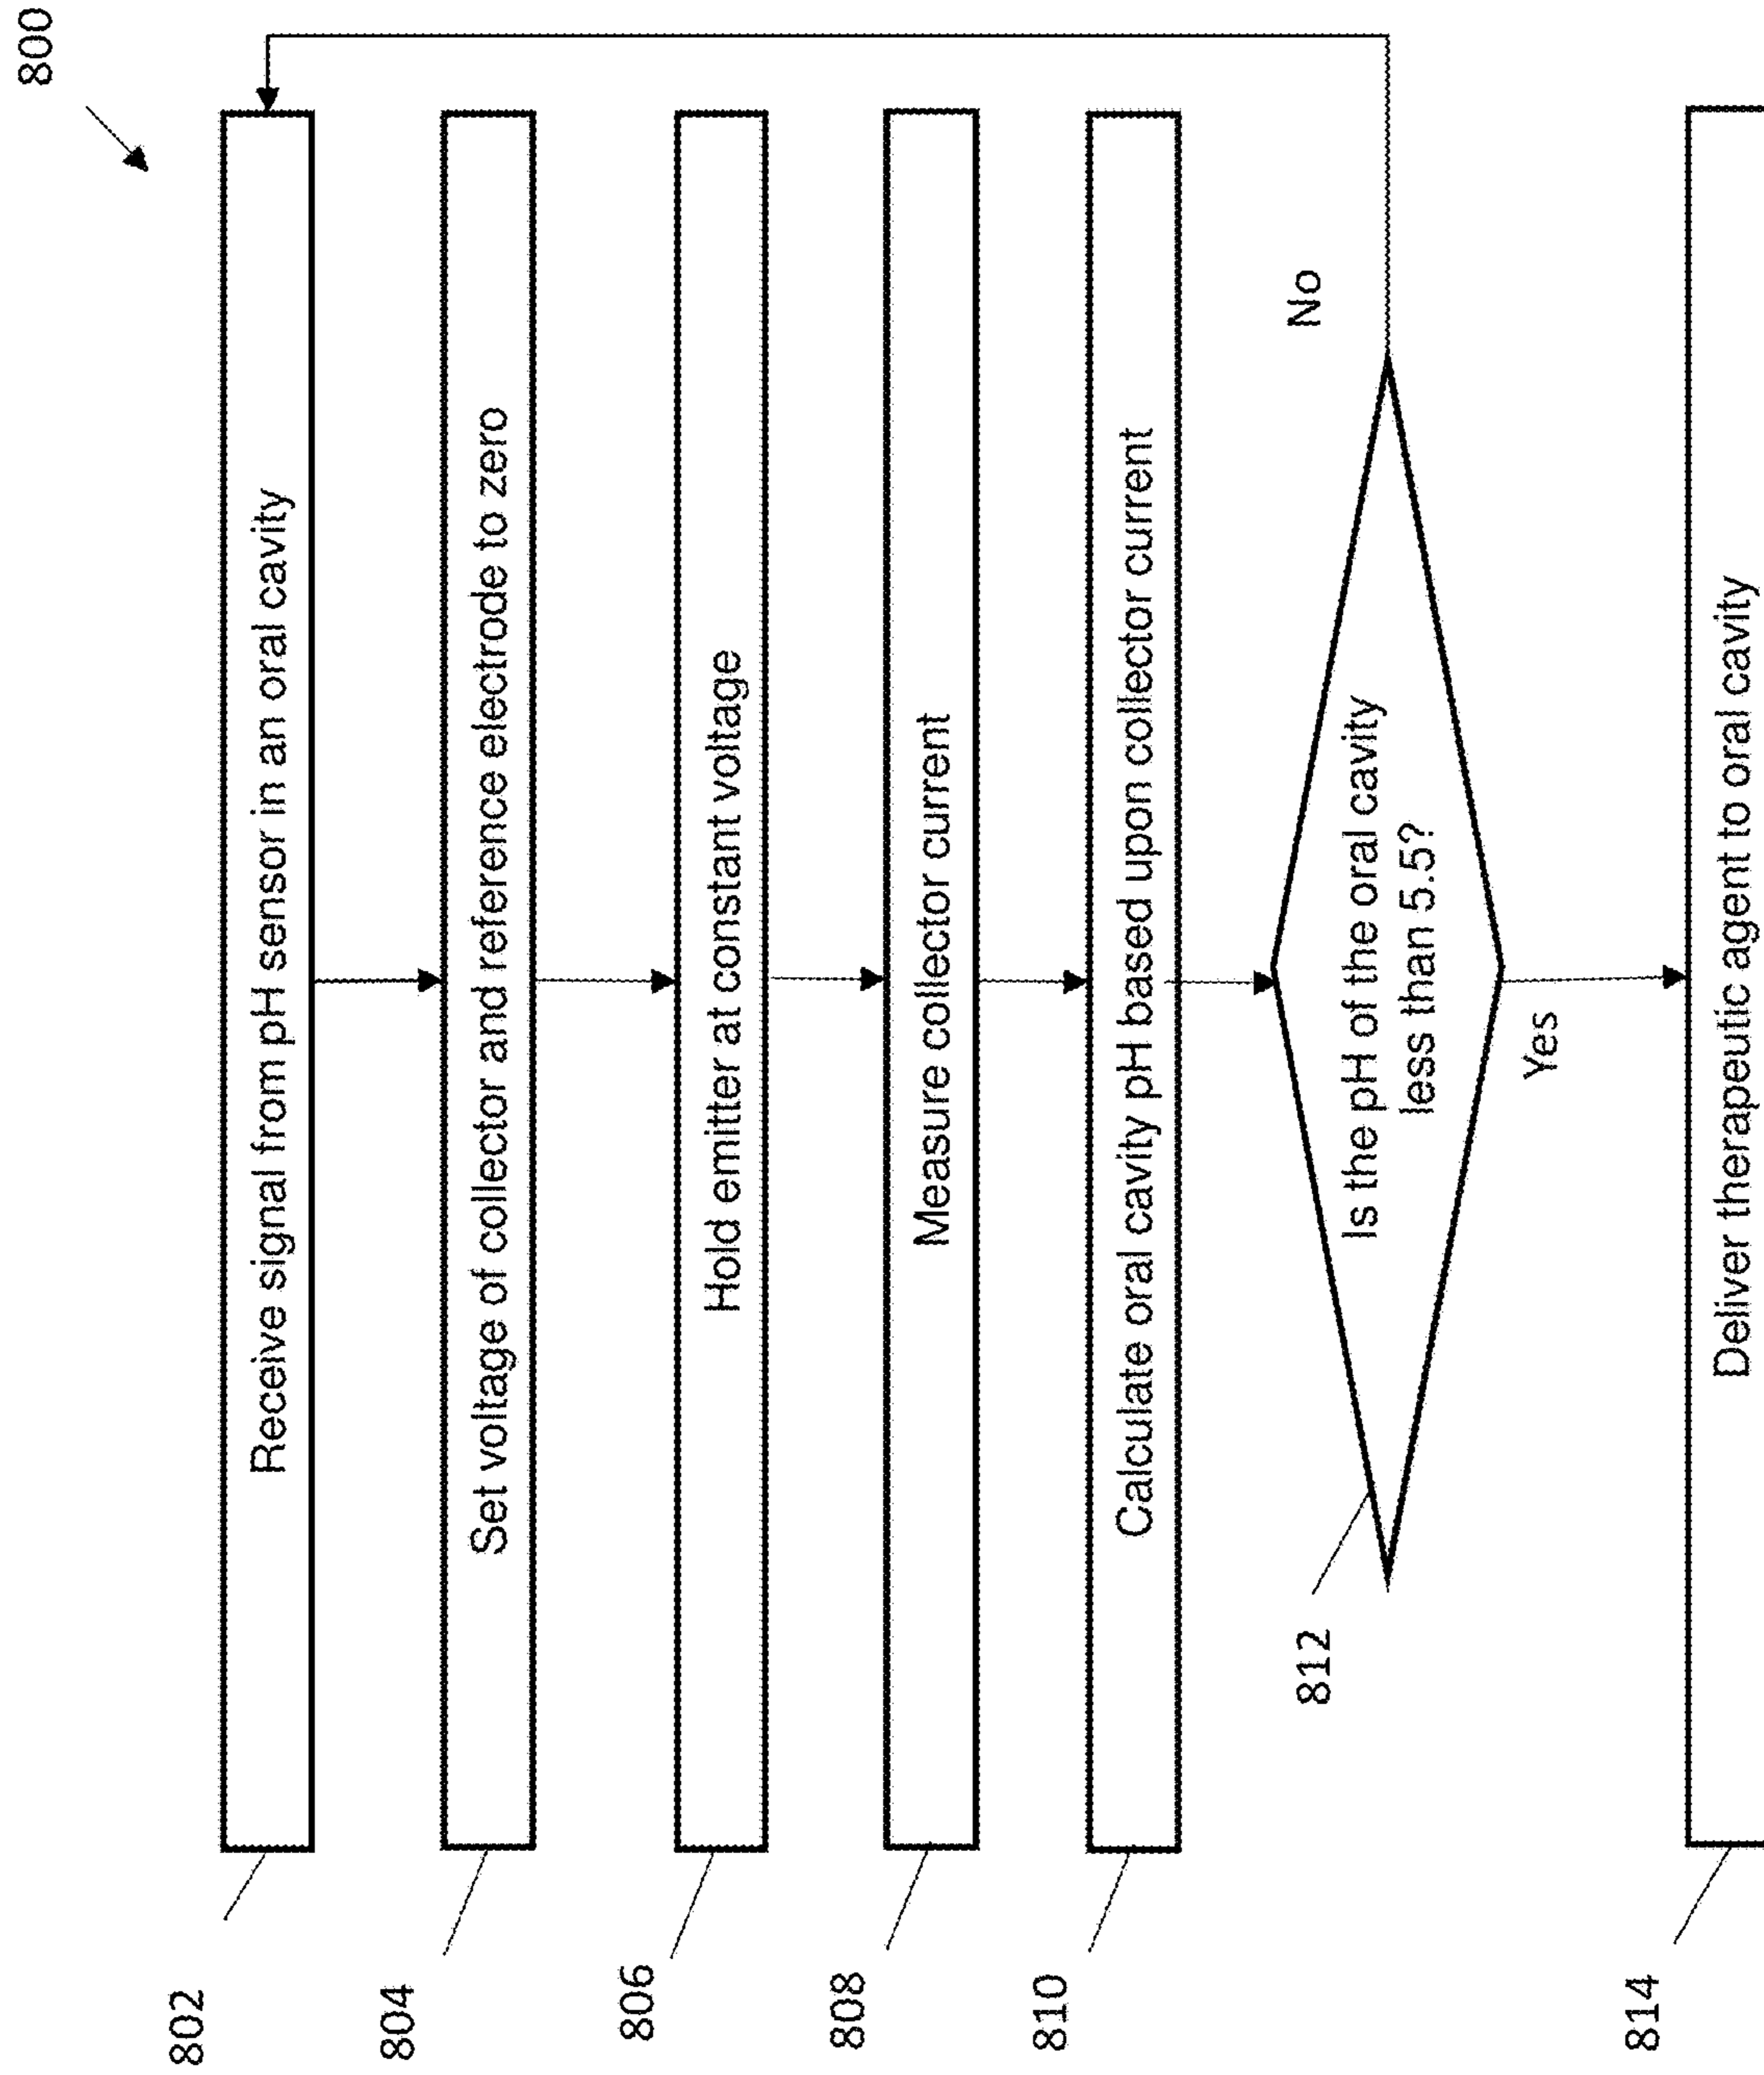 800
802
Receive signal from pH sensor in an oral cavity
804
Set voltage of collector and reference electrode to zero
806
Hold emitter at constant voltage
808
Measure collector current
810
Calculate oral cavity pH based upon collector current
812
Is the pH of the oral cavity
less than 5.5?
No
Yes
814
Deliver therapeutic agent to oral cavity